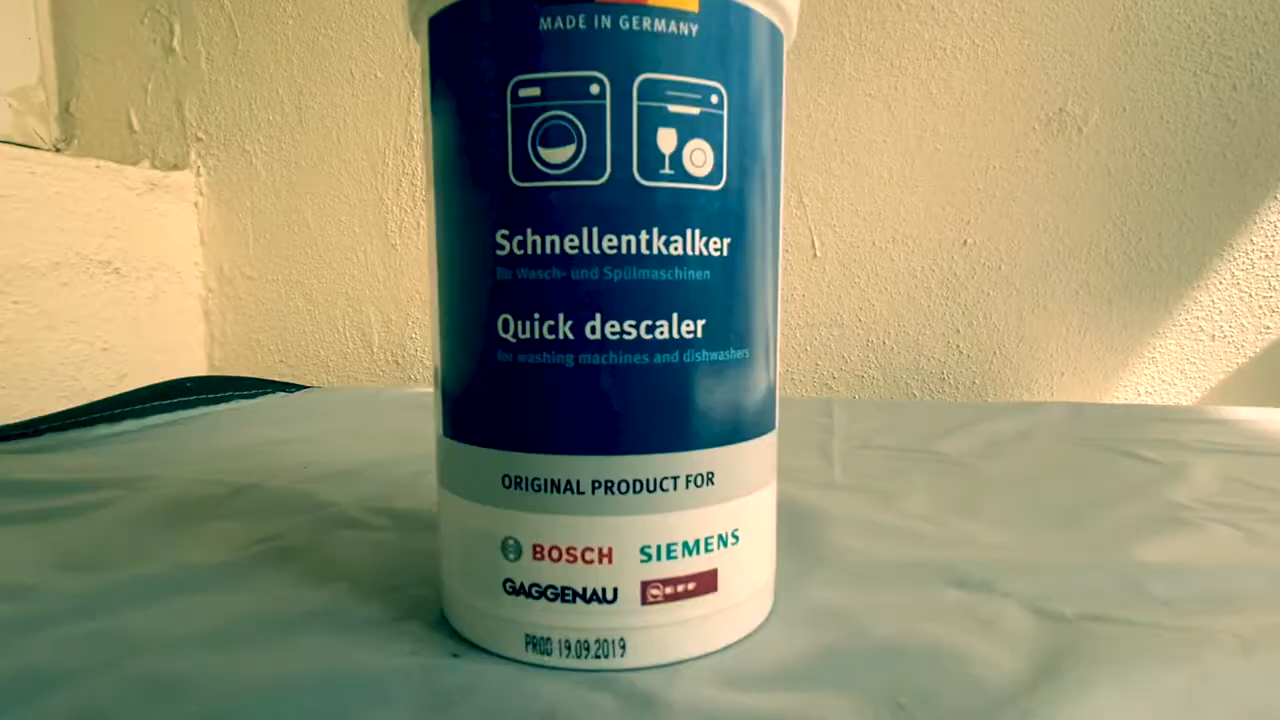 MADE IN GERMANY
Schnellentkalker
für Wasch- und Spülmaschinen
Quick descaler
for washing machines and dishwashers
ORIGINAL PRODUCT FOR
BOSCH SIEMENS
GAGGENAU NEFF
PROD 19.09.2019